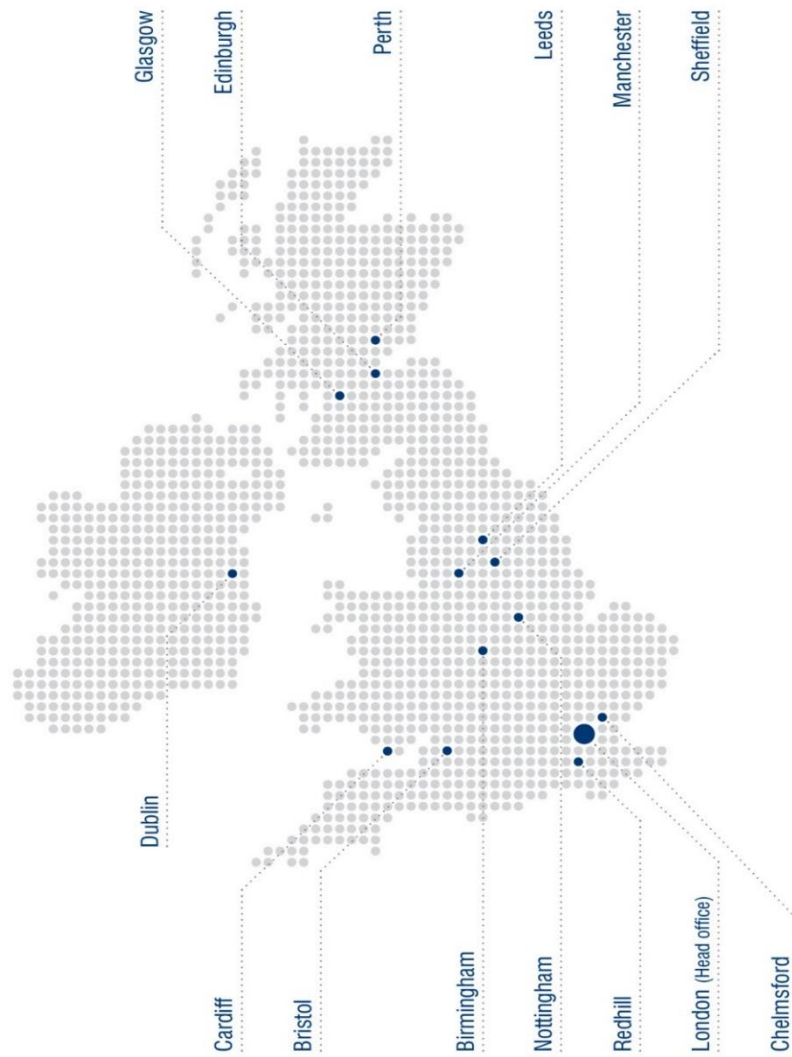 Glasgow
Edinburgh
Perth
Leeds
Manchester
Sheffield
Dublin
Cardiff
Bristol
Birmingham
Nottingham
Redhill
London (Head office)
Chelmsford